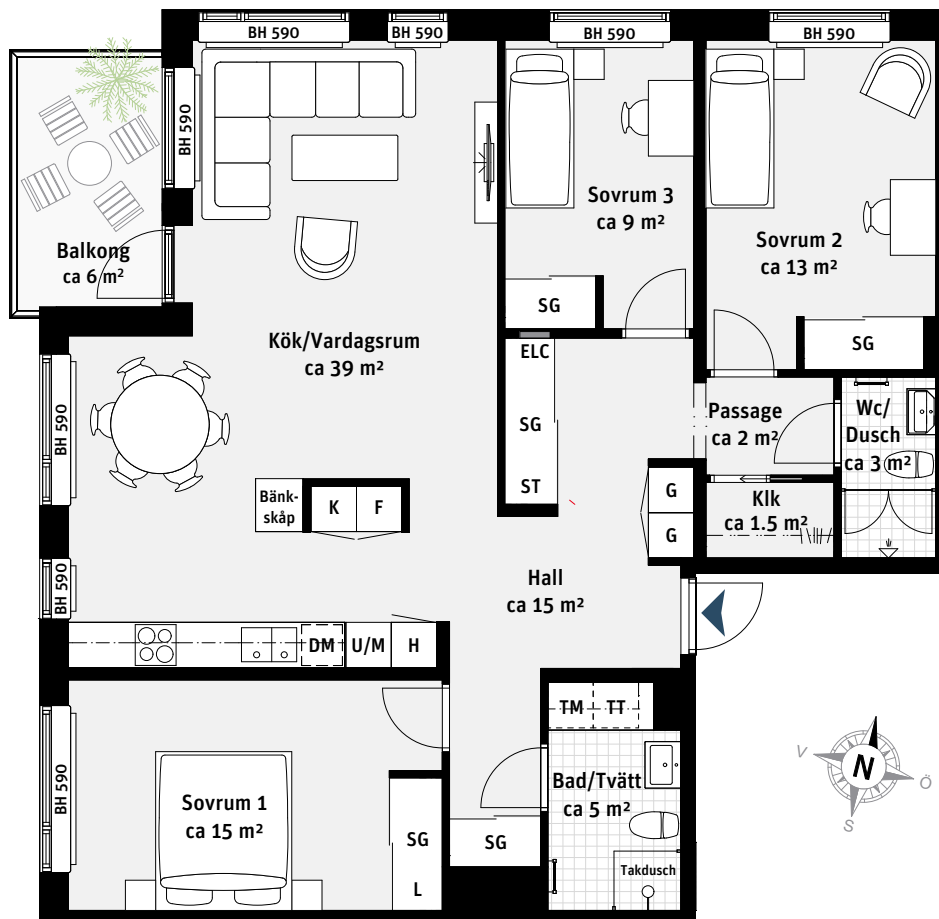 BH 590
BH 590
BH 590
BH 590
BH 590
Balkong
ca 6 m²
Sovrum 3
ca 9 m²
Sovrum 2
ca 13 m²
SG
SG
Kök/Vardagsrum
ca 39 m²
ELC
SG
ST
Passage
ca 2 m²
Wc/
Dusch
ca 3 m²
BH 590
Bänk-
skåp
K
F
G
G
Klk
ca 1.5 m²
BH 590
Hall
ca 15 m²
DM
U/M
H
TM
TT
BH 590
Sovrum 1
ca 15 m²
SG
L
SG
Bad/Tvätt
ca 5 m²
Takdusch
N
V
Ö
S